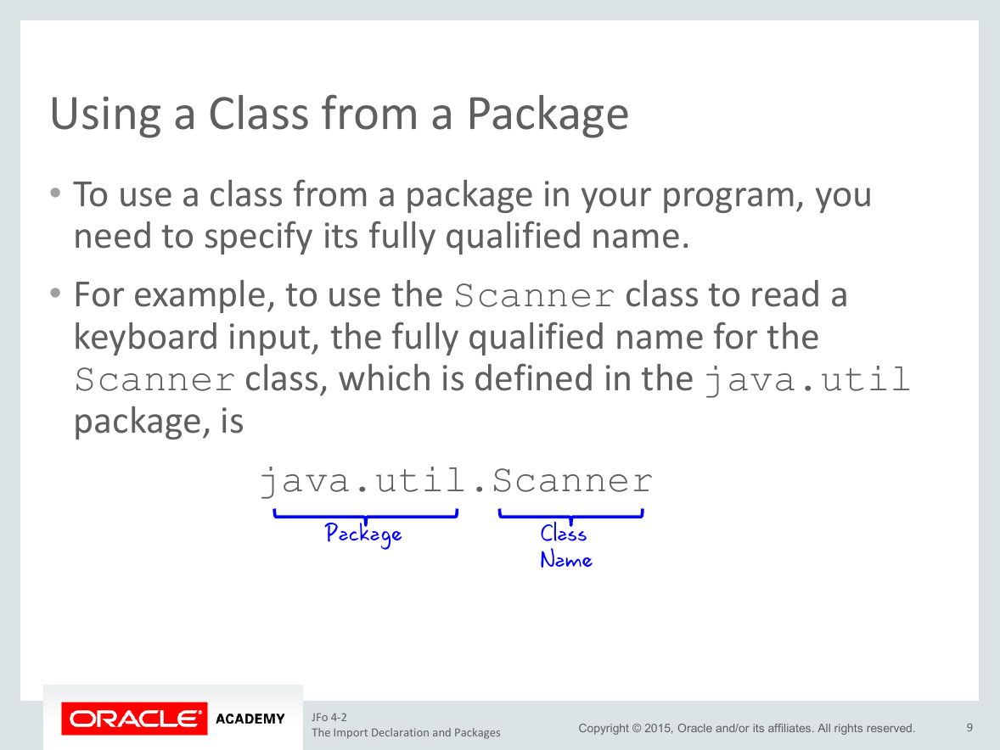 Using a Class from a Package
• To use a class from a package in your program, you
need to specify its fully qualified name.
• For example, to use the Scanner class to read a
keyboard input, the fully qualified name for the
Scanner class, which is defined in the java.util
package, is
java.util.Scanner
Package
Class
Name
ORACLE® ACADEMY
JFo 4-2
The Import Declaration and Packages
Copyright © 2015, Oracle and/or its affiliates. All rights reserved.
9